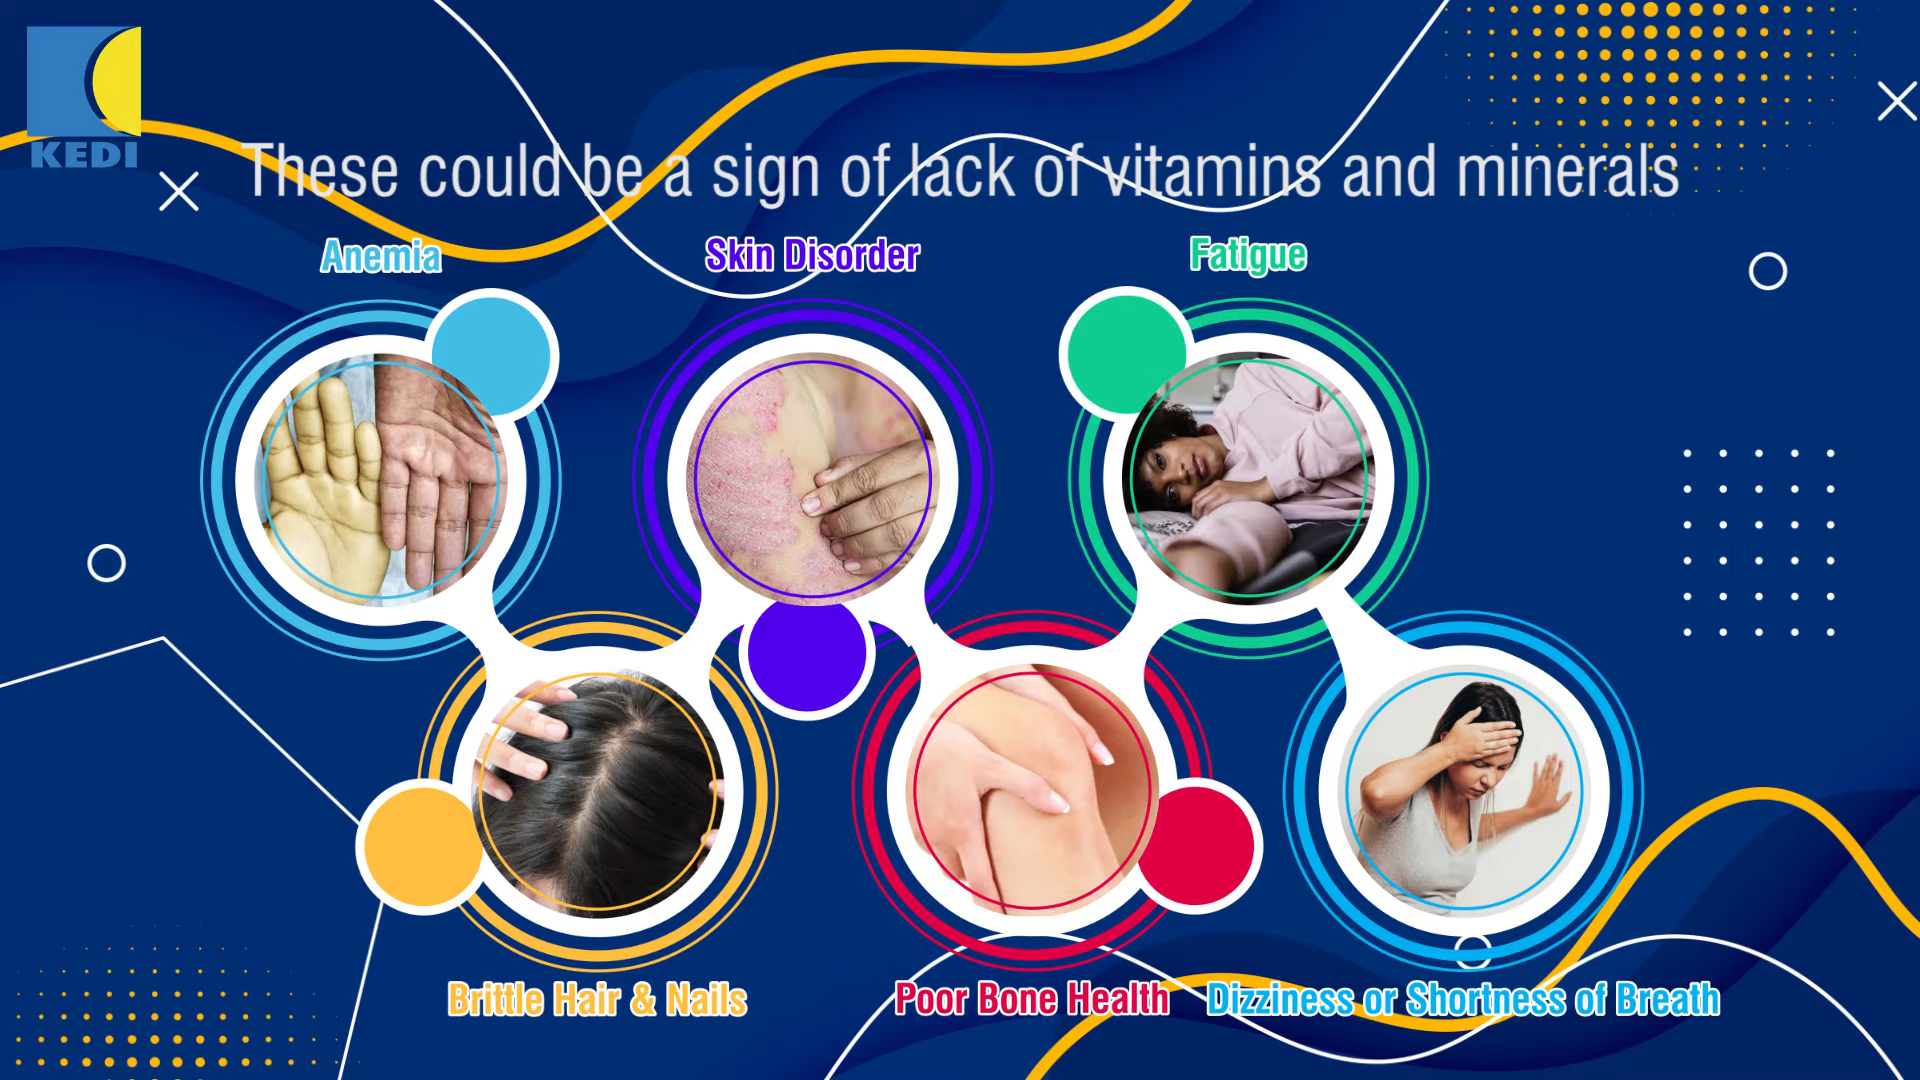 KEDI
These could be a sign of lack of vitamins and minerals
Anemia
Skin Disorder
Fatigue
Brittle Hair & Nails
Poor Bone Health
Dizziness or Shortness of Breath